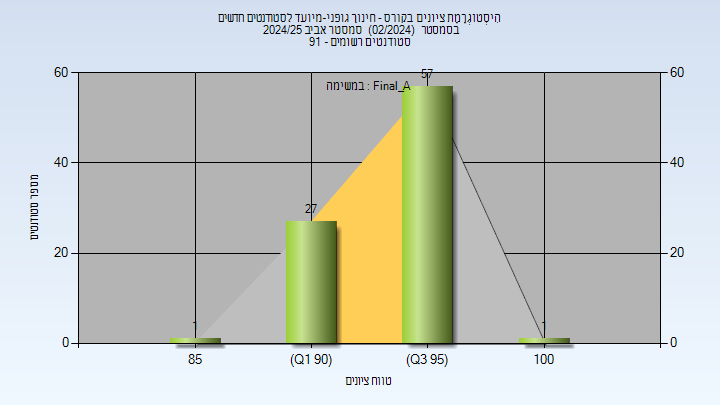 היסטוגרמת ציונים בקורס - חינוך גופני-מיועד לסטודנטים חדשים
בסמסטר (02/2024) סמסטר אביב 2024/25
סטודנטים רשומים - 91
במשימה : Final_A
60
60
57
40
40
27
20
20
1
1
0
0
85
(Q1 90)
(Q3 95)
100
מספר סטודנטים
טווח ציונים